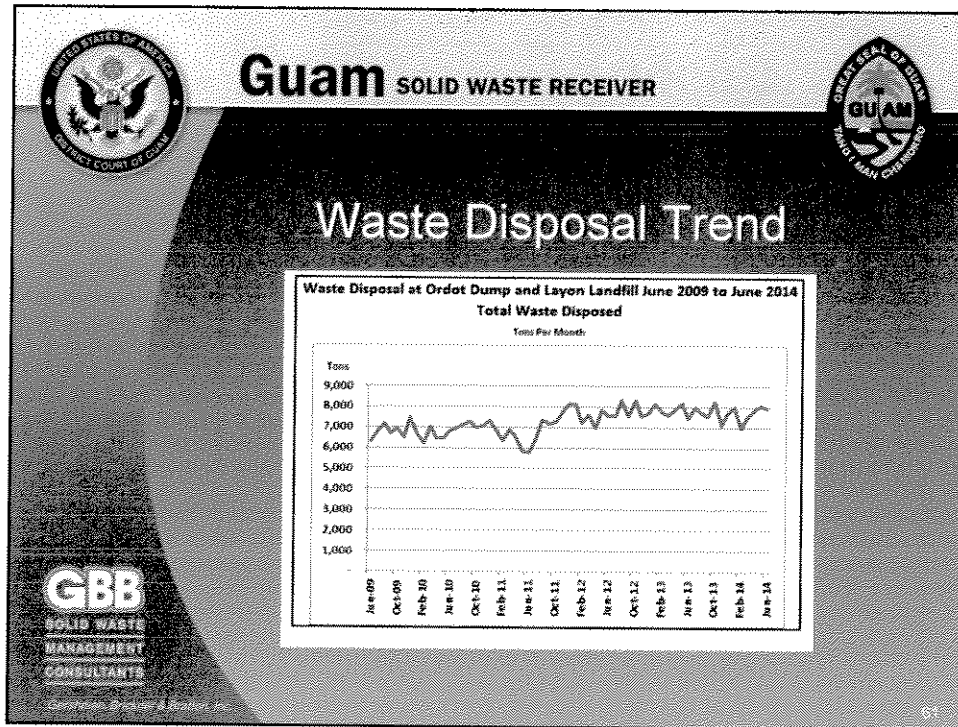 UNITED STATES OF AMERICA
DISTRICT COURT OF GUAM
Guam SOLID WASTE RECEIVER
GREAT SEAL OF GUAM
GUAM
TANO I MAN CHAMORRO
Waste Disposal Trend
Waste Disposal at Ordot Dump and Layon Landfill June 2009 to June 2014
Total Waste Disposed
Tons Per Month
Tons
9,000
8,000
7,000
6,000
5,000
4,000
3,000
2,000
1,000
-
Jun-09
Oct-09
Feb-10
Jun-10
Oct-10
Feb-11
Jun-11
Oct-11
Feb-12
Jun-12
Oct-12
Feb-13
Jun-13
Oct-13
Feb-14
Jun-14
GBB
SOLID WASTE
MANAGEMENT
CONSULTANTS